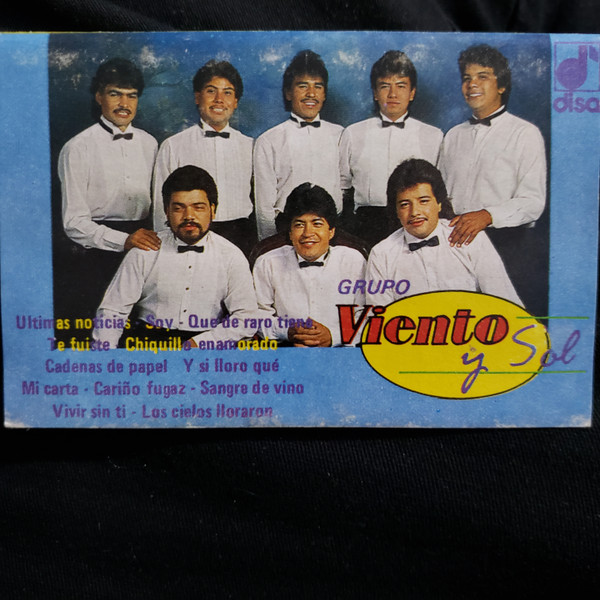 disa
GRUPO
Viento
y Sol
Ultimas noticias - Soy - Que de raro tiene
Te fuiste - Chiquilla enamorado
Cadenas de papel Y si lloro qué
Mi carta - Cariño fugaz - Sangre de vino
Vivir sin ti - Los cielos lloraron